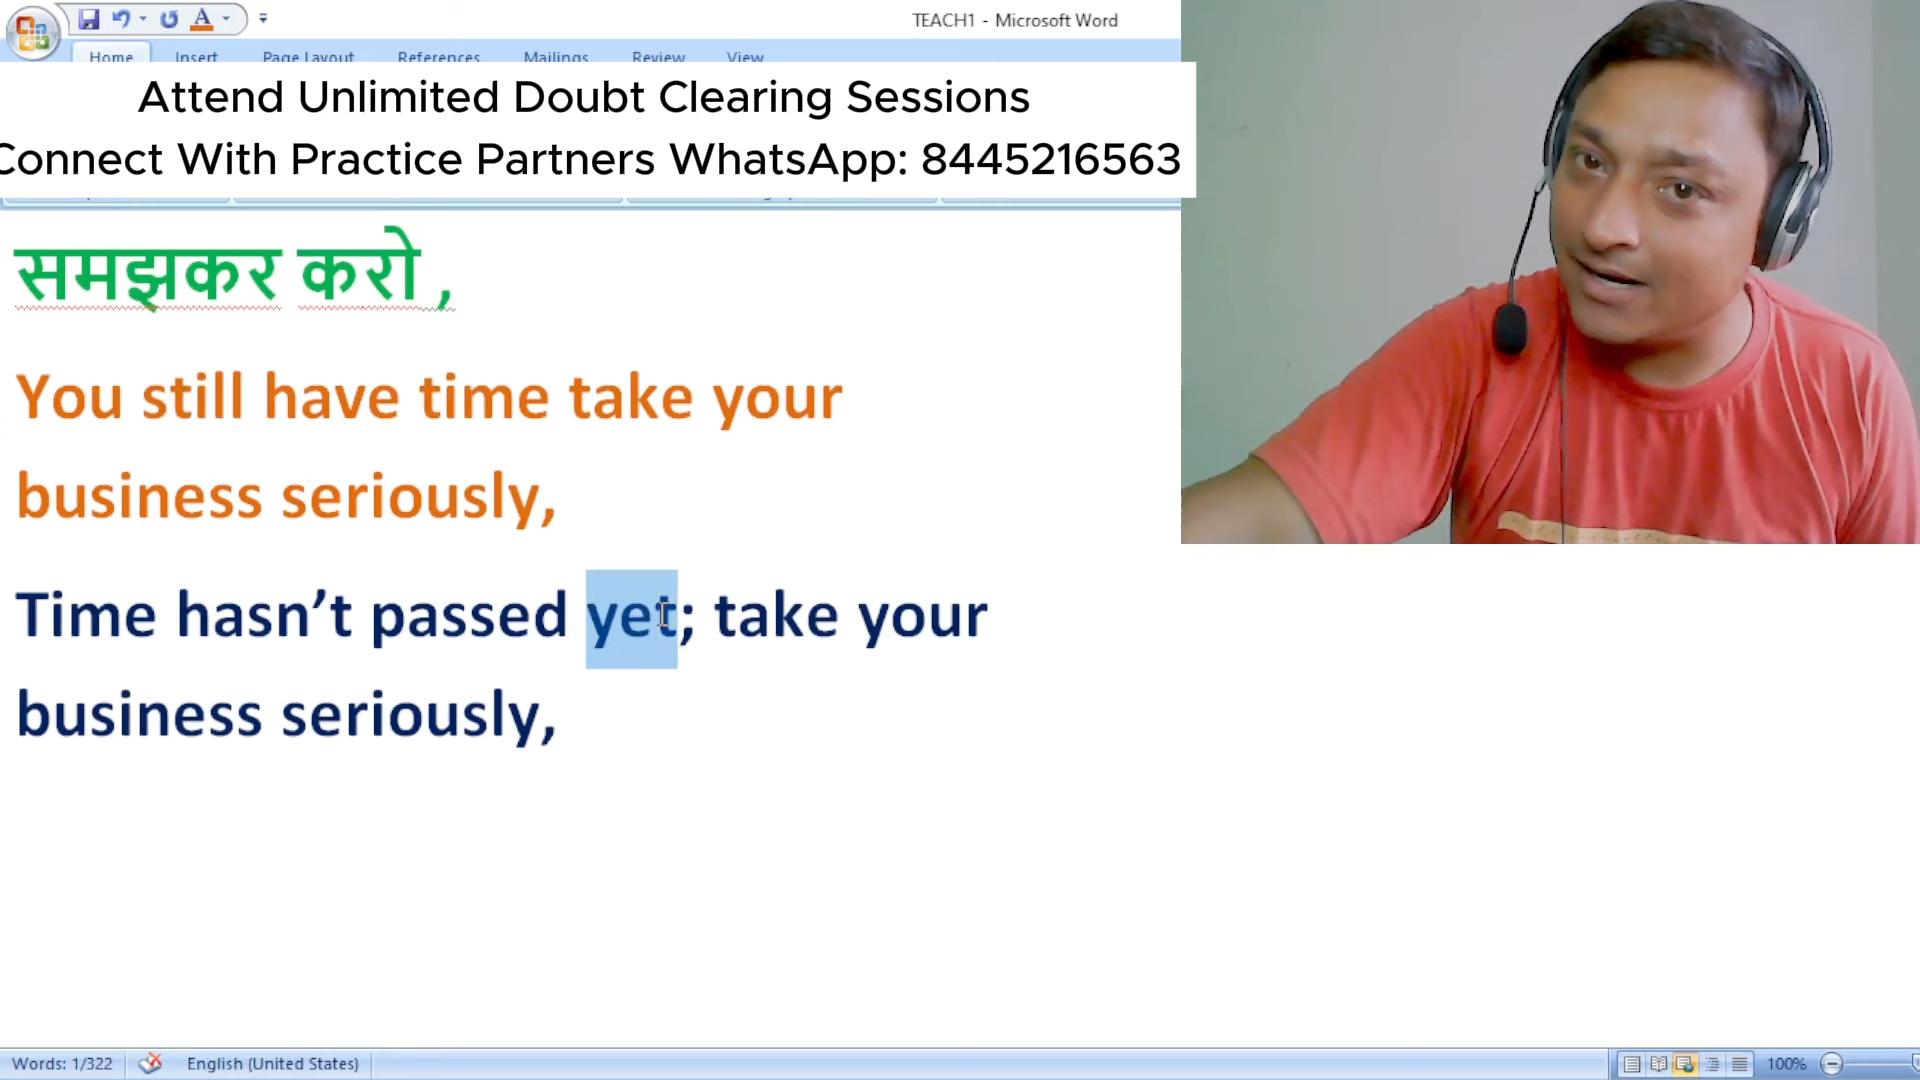 TEACH1 - Microsoft Word
Home Insert Page Layout References Mailings Review View
Attend Unlimited Doubt Clearing Sessions
Connect With Practice Partners WhatsApp: 8445216563
समझकर करो ,
You still have time take your
business seriously,
Time hasn’t passed yet; take your
business seriously,
Words: 1/322 English (United States) 100%